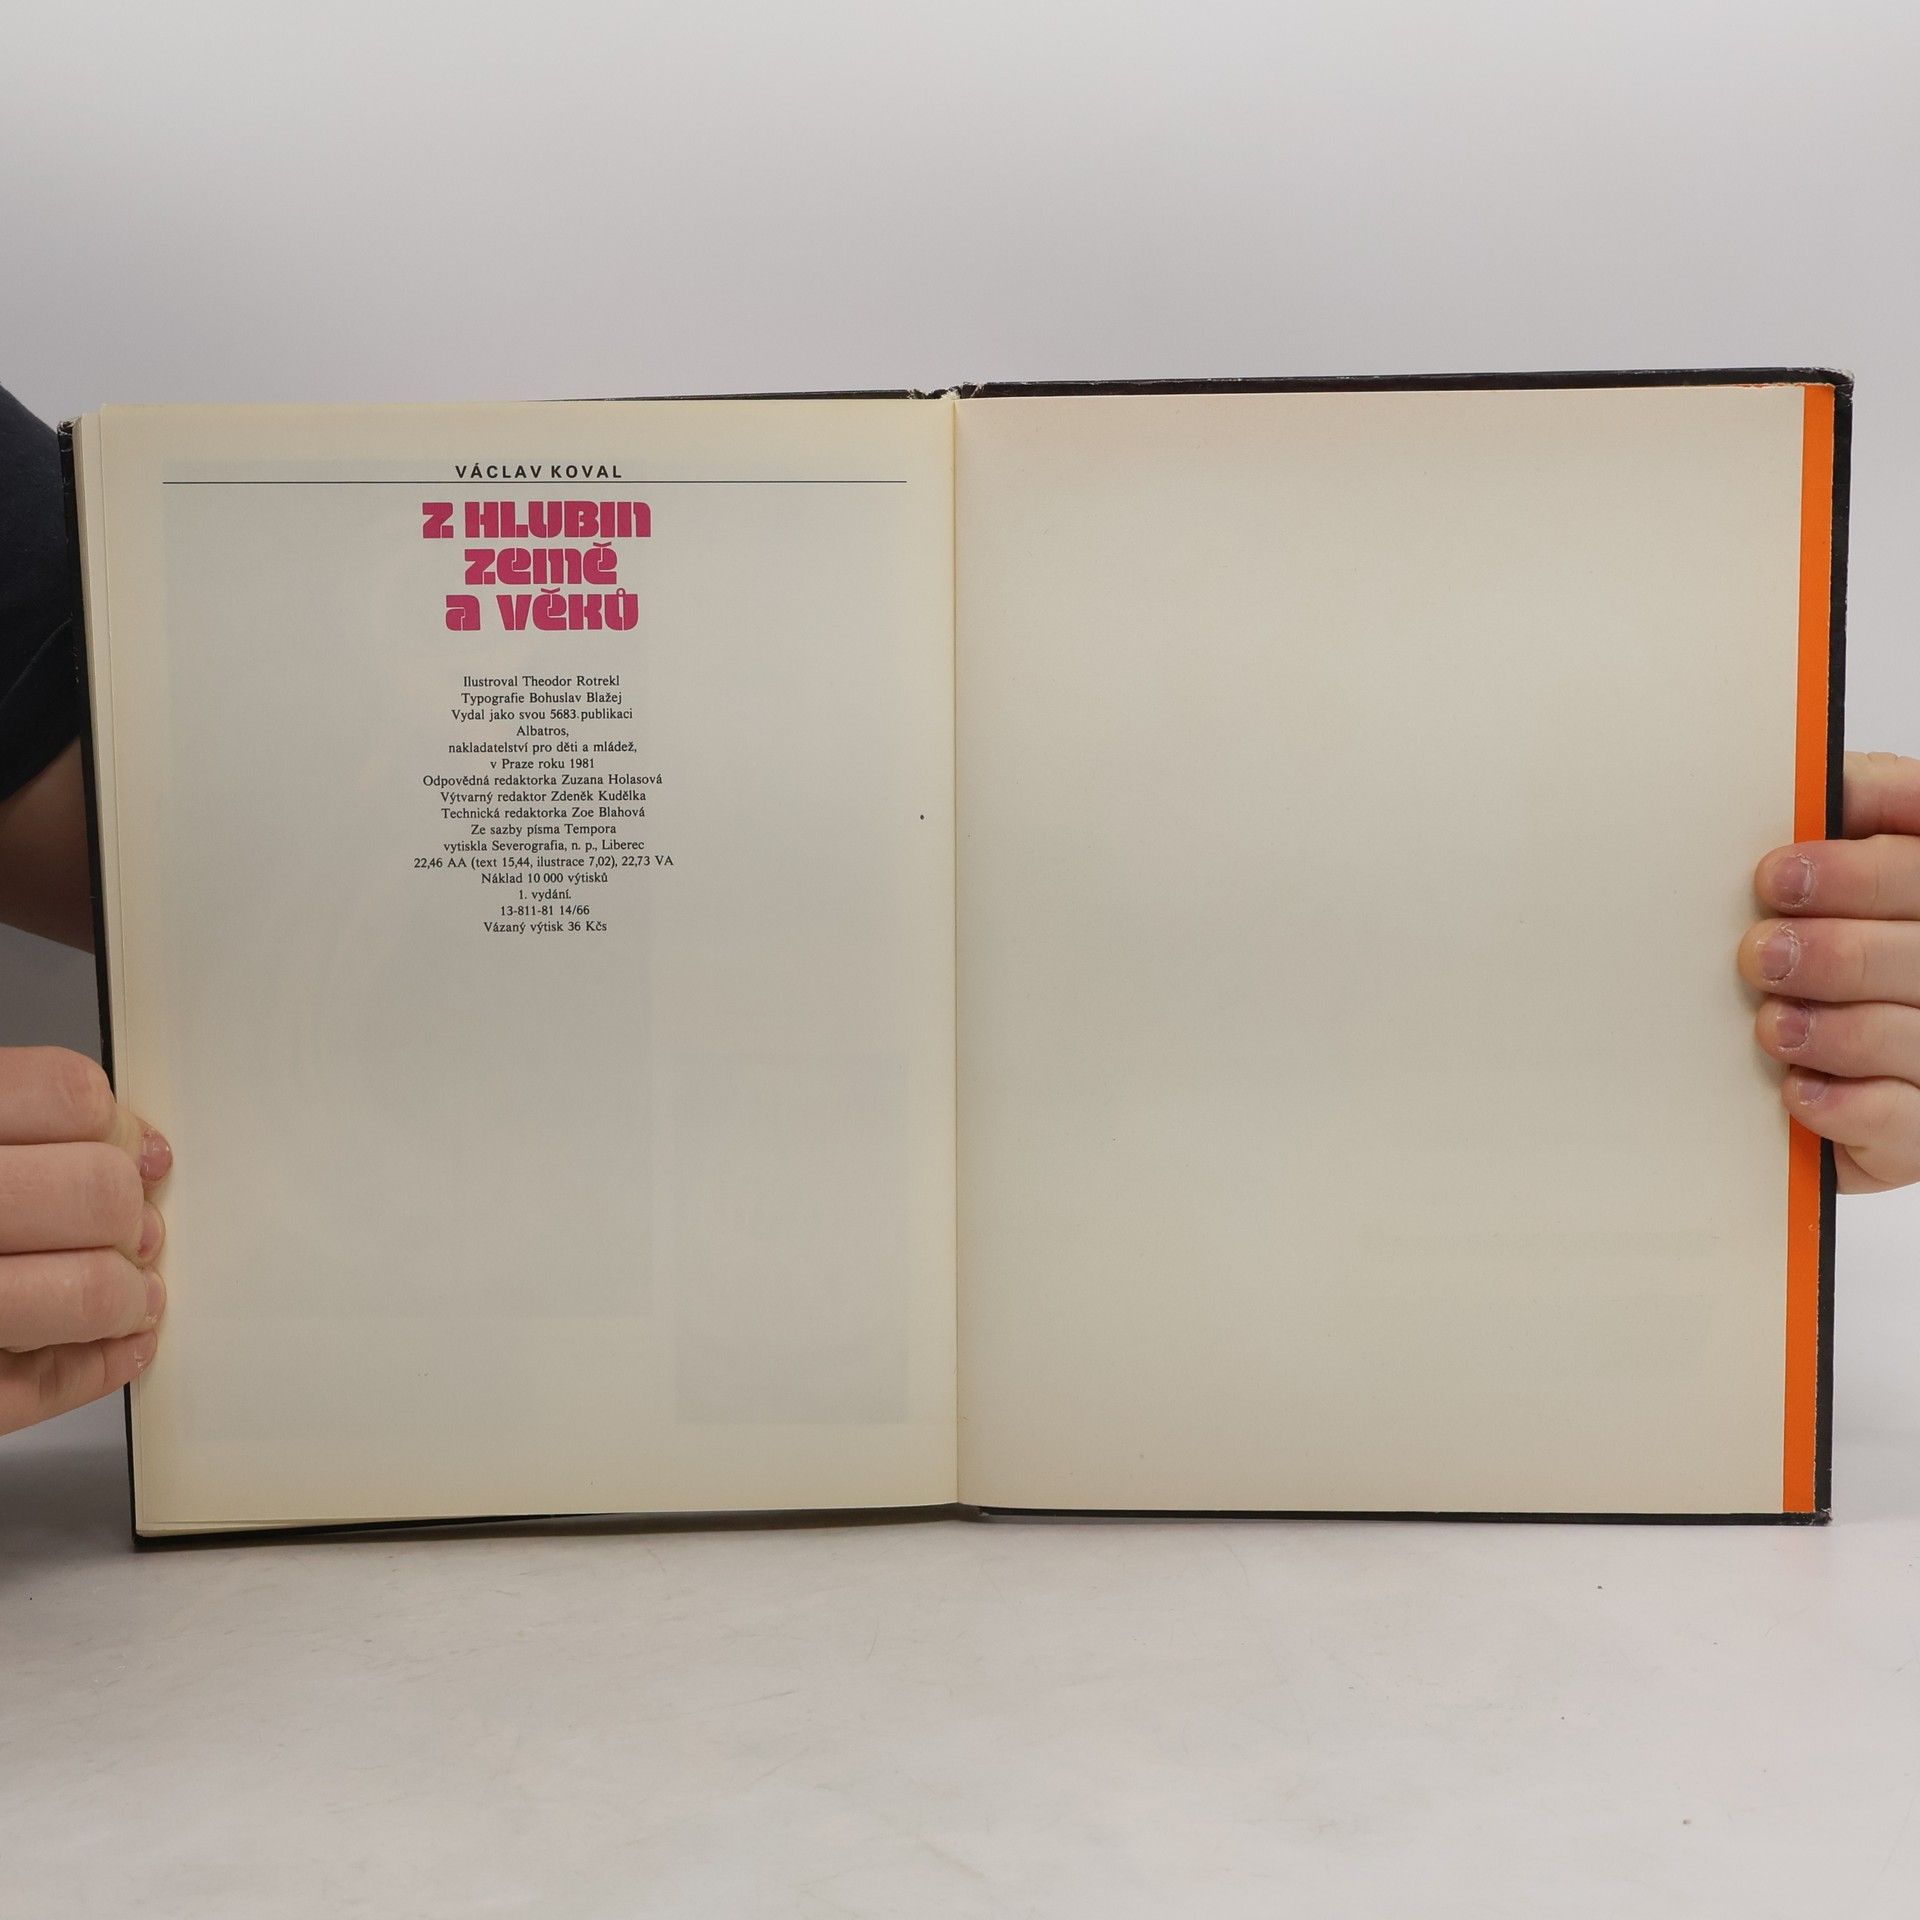 VÁCLAV KOVAL
Z HLUBIN
země
a věků
Ilustroval Theodor Rotrekl
Typografie Bohuslav Blažej
Vydal jako svou 5683. publikaci
Albatros,
nakladatelství pro děti a mládež,
v Praze roku 1981
Odpovědná redaktorka Zuzana Holasová
Výtvarný redaktor Zdeněk Kudělka
Technická redaktorka Zoe Blahová
Ze sazby písma Tempora
vytiskla Severografia, n. p., Liberec
22,46 AA (text 15,44, ilustrace 7,02), 22,73 VA
Náklad 10 000 výtisků
1. vydání.
13-811-81 14/66
Vázaný výtisk 36 Kčs